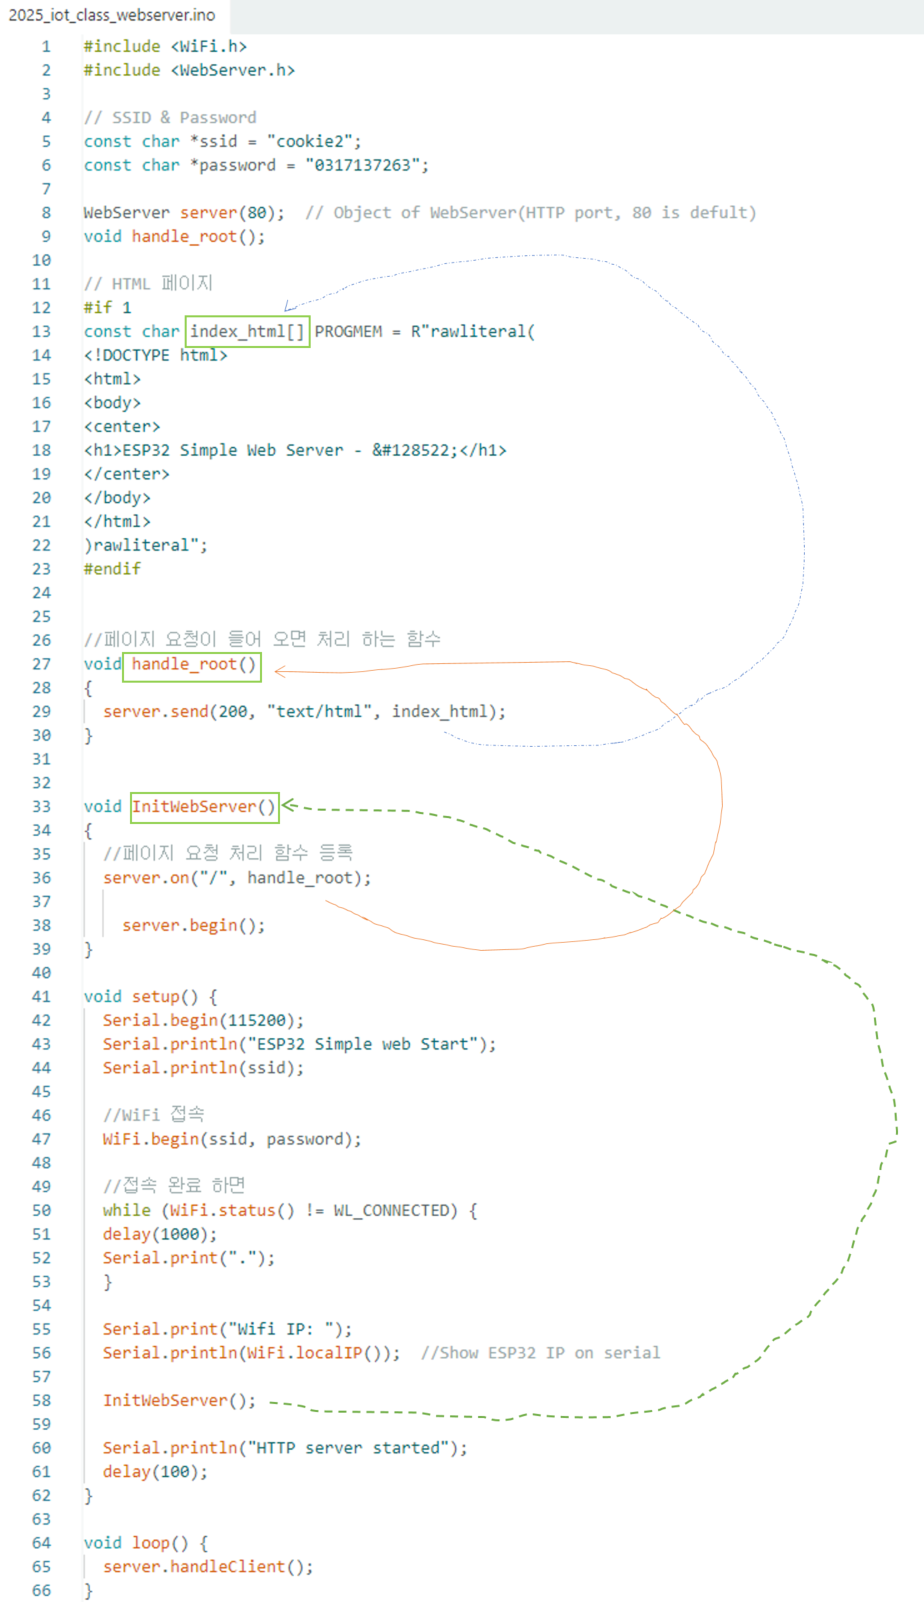 2025_iot_class_webserver.ino
1 #include <WiFi.h>
2 #include <WebServer.h>
3
4 // SSID & Password
5 const char *ssid = "cookie2";
6 const char *password = "0317137263";
7
8 WebServer server(80);  // Object of WebServer(HTTP port, 80 is defult)
9 void handle_root();
10
11 // HTML 페이지
12 #if 1
13 const char index_html[] PROGMEM = R"rawliteral(
14 <!DOCTYPE html>
15 <html>
16 <body>
17 <center>
18 <h1>ESP32 Simple Web Server - &#128522;</h1>
19 </center>
20 </body>
21 </html>
22 )rawliteral";
23 #endif
24
25
26 //페이지 요청이 들어 오면 처리 하는 함수
27 void handle_root()
28 {
29   server.send(200, "text/html", index_html);
30 }
31
32
33 void InitWebServer()
34 {
35   //페이지 요청 처리 함수 등록
36   server.on("/", handle_root);
37
38     server.begin();
39 }
40
41 void setup() {
42   Serial.begin(115200);
43   Serial.println("ESP32 Simple web Start");
44   Serial.println(ssid);
45
46   //WiFi 접속
47   WiFi.begin(ssid, password);
48
49   //접속 완료 하면
50   while (WiFi.status() != WL_CONNECTED) {
51   delay(1000);
52   Serial.print(".");
53   }
54
55   Serial.print("Wifi IP: ");
56   Serial.println(WiFi.localIP());  //Show ESP32 IP on serial
57
58   InitWebServer();
59
60   Serial.println("HTTP server started");
61   delay(100);
62 }
63
64 void loop() {
65   server.handleClient();
66 }